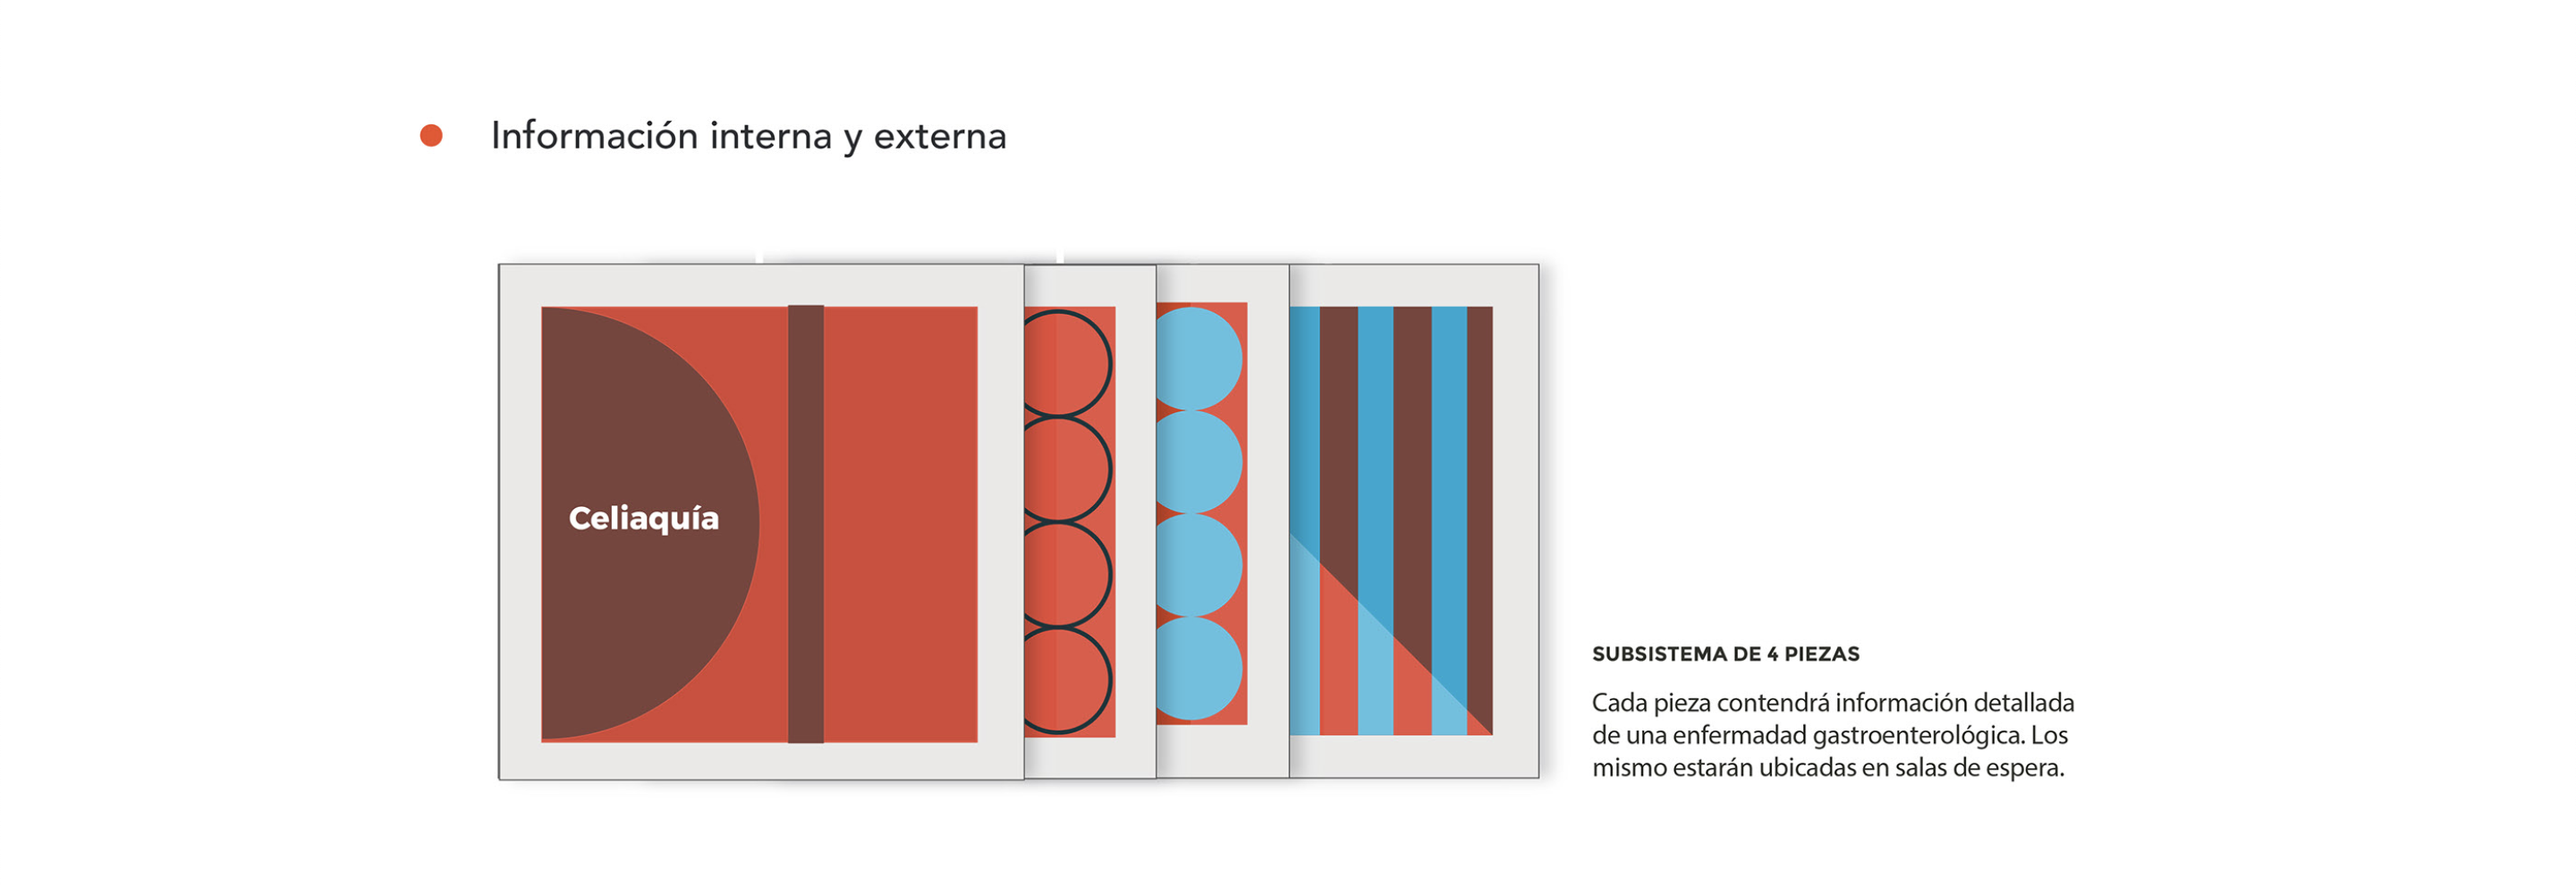 Información interna y externa
Celiaquía
SUBSISTEMA DE 4 PIEZAS
Cada pieza contendrá información detallada
de una enfermadad gastroenterológica. Los
mismo estarán ubicadas en salas de espera.